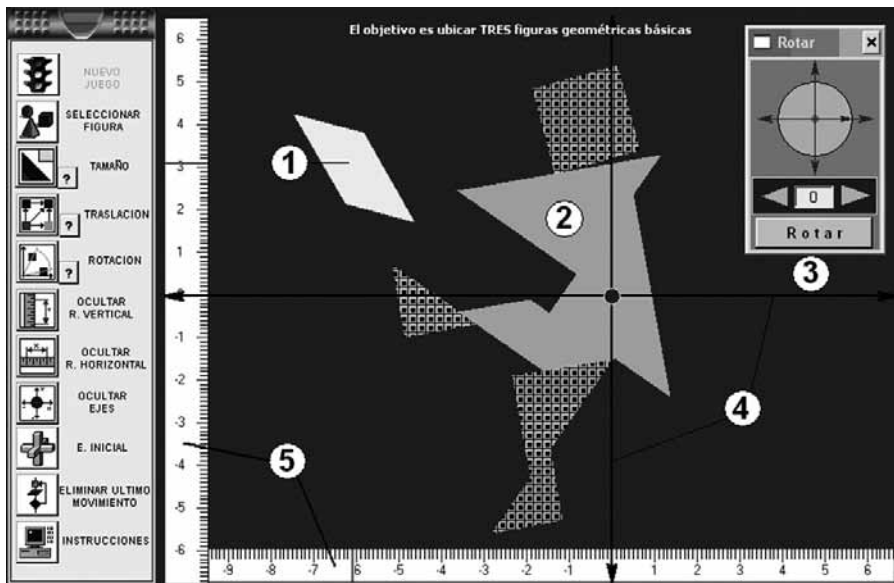 El objetivo es ubicar TRES figuras geométricas básicas
NUEVO
JUEGO
SELECCIONAR
FIGURA
TAMAÑO
?
TRASLACION
?
ROTACION
?
OCULTAR
R. VERTICAL
OCULTAR
R. HORIZONTAL
OCULTAR
EJES
E. INICIAL
ELIMINAR ULTIMO
MOVIMIENTO
INSTRUCCIONES
6
5
4
3
2
1
0
-1
-2
-3
-4
-5
-6
-9 -8 -7 -6 -5 -4 -3 -2 -1 0 1 2 3 4 5 6
1
2
3
4
5
Rotar
x
0
Rotar